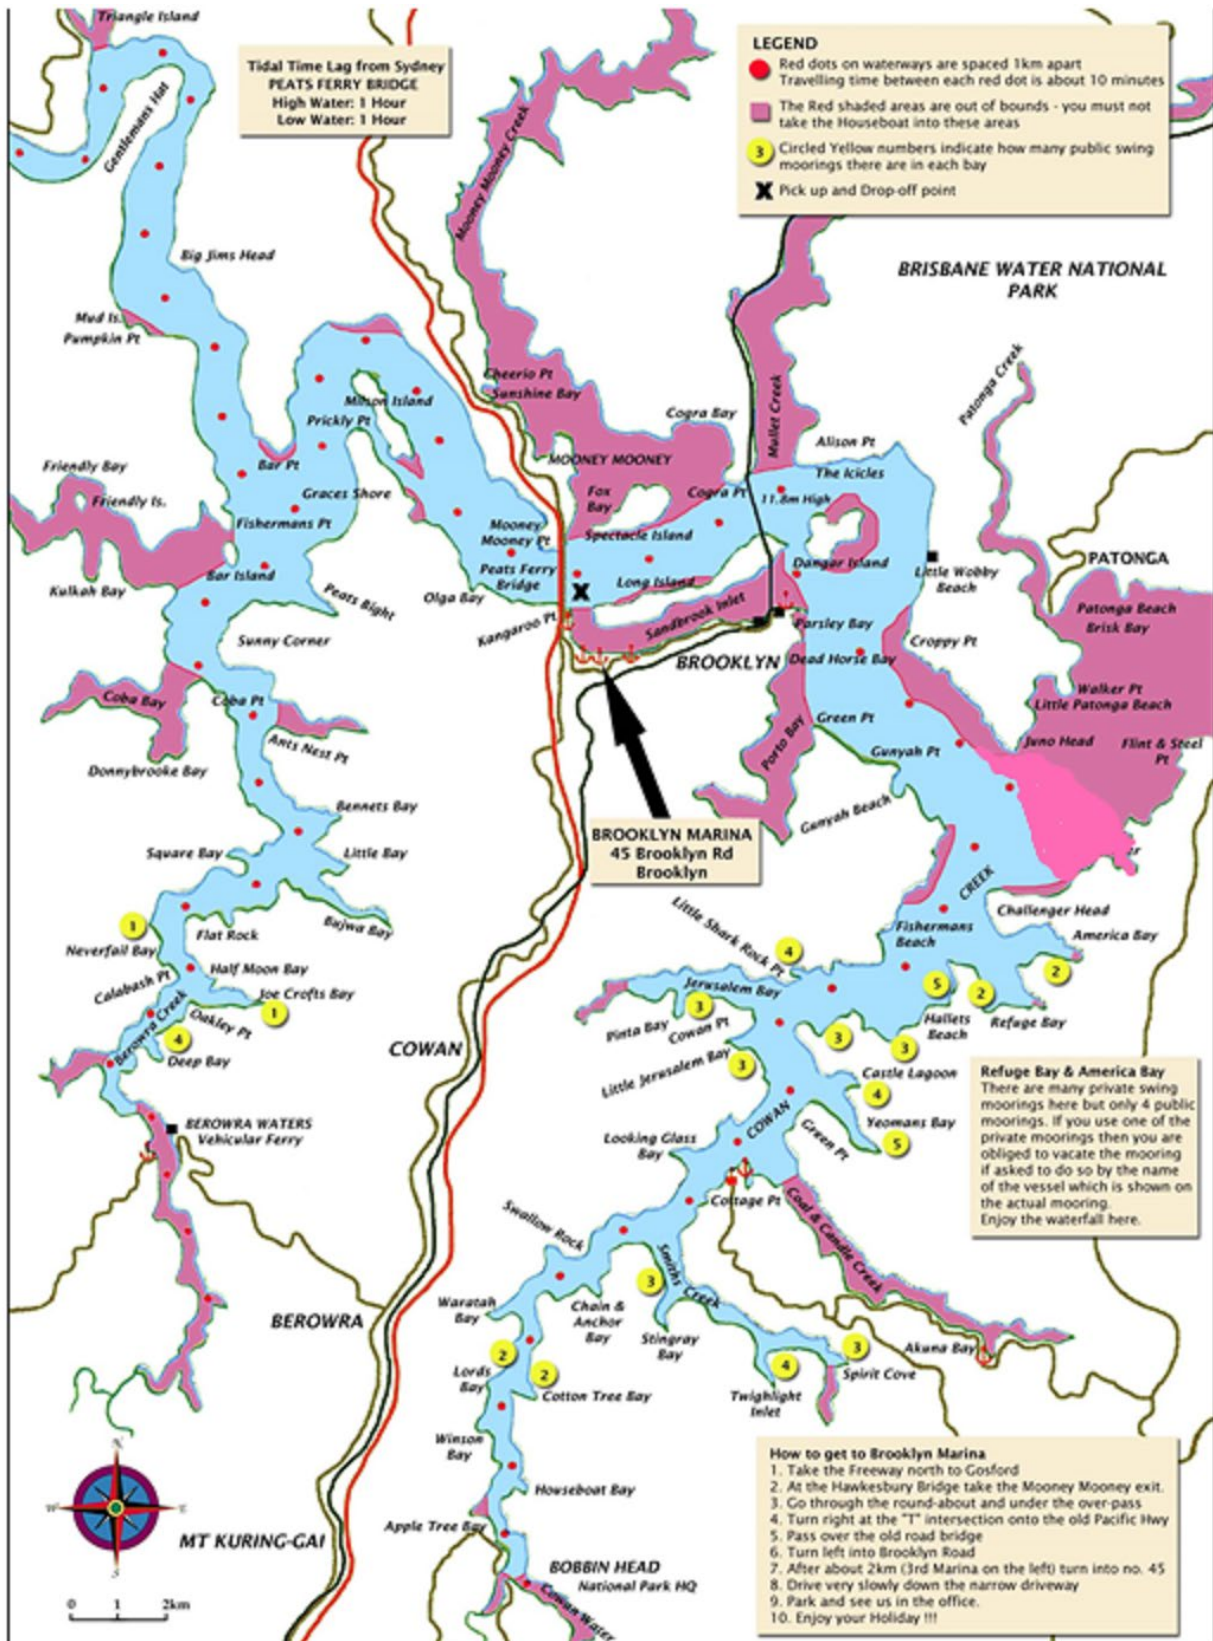 Triangle Island
Gentlemans Hat
Tidal Time Lag from Sydney
PEATS FERRY BRIDGE
High Water: 1 Hour
Low Water: 1 Hour
LEGEND
Red dots on waterways are spaced 1km apart
Travelling time between each red dot is about 10 minutes
The Red shaded areas are out of bounds - you must not
take the Houseboat into these areas
3
Circled Yellow numbers indicate how many public swing
moorings there are in each bay
X Pick up and Drop-off point
Mooney Mooney Creek
Big Jims Head
BRISBANE WATER NATIONAL
PARK
Mud Is.
Pumpkin Pt
Cheerio Pt
Sunshine Bay
Patonga Creek
Milson Island
Prickly Pt
Cogra Bay
Mullet Creek
Alison Pt
Friendly Bay
Bar Pt
MOONEY MOONEY
The Icicles
Friendly Is.
Graces Shore
Fox
Bay
Cogra Pt
11.8m High
Fishermans Pt
Mooney
Mooney Pt
Spectacle Island
Peats Ferry
Bridge
Dangar Island
Little Wobby
Beach
PATONGA
Bar Island
Kulkah Bay
Peats Bight
Olga Bay
Long Island
Sandbrook Inlet
Patonga Beach
Brisk Bay
Sunny Corner
Kangaroo Pt
Parsley Bay
Croppy Pt
BROOKLYN
Dead Horse Bay
Coba Bay
Coba Pt
Walker Pt
Little Patonga Beach
Green Pt
Porto Bay
Ants Nest Pt
Gunyah Pt
Juno Head
Flint & Steel
Pt
Donnybrooke Bay
Bennets Bay
Gunyah Beach
BROOKLYN MARINA
45 Brooklyn Rd
Brooklyn
Square Bay
Little Bay
er
CREEK
Little Shark Rock Pt
Challenger Head
1
Neverfail Bay
Flat Rock
Bujwa Bay
Fishermans
Beach
America Bay
4
2
Calabash Pt
Half Moon Bay
Joe Crofts Bay
Jerusalem Bay
5
2
1
Berowra Creek
Oakley Pt
Pinta Bay
3
Cowan Pt
Hallets
Beach
Refuge Bay
4
Deep Bay
COWAN
Little Jerusalem Bay
3
3
3
Castle Lagoon
4
Refuge Bay & America Bay
There are many private swing
moorings here but only 4 public
moorings. If you use one of the
private moorings then you are
obliged to vacate the mooring
if asked to do so by the name
of the vessel which is shown on
the actual mooring.
Enjoy the waterfall here.
BEROWRA WATERS
Vehicular Ferry
COWAN
Yeomans Bay
5
Looking Glass
Bay
Green Pt
Cottage Pt
Coal & Candle Creek
Swallow Rock
Smiths Creek
3
Waratah
Bay
Chain &
Anchor
Bay
BEROWRA
Stingray
Bay
Akuna Bay
2
Lords
Bay
2
Cotton Tree Bay
4
3
Spirit Cove
Twighlight
Inlet
Winson
Bay
Houseboat Bay
N
W
E
S
Apple Tree Bay
MT KURING-GAI
BOBBIN HEAD
National Park HQ
Cowan Water
0 1 2km
How to get to Brooklyn Marina
1. Take the Freeway north to Gosford
2. At the Hawkesbury Bridge take the Mooney Mooney exit.
3. Go through the round-about and under the over-pass
4. Turn right at the "T" intersection onto the old Pacific Hwy
5. Pass over the old road bridge
6. Turn left into Brooklyn Road
7. After about 2km (3rd Marina on the left) turn into no. 45
8. Drive very slowly down the narrow driveway
9. Park and see us in the office.
10. Enjoy your Holiday !!!